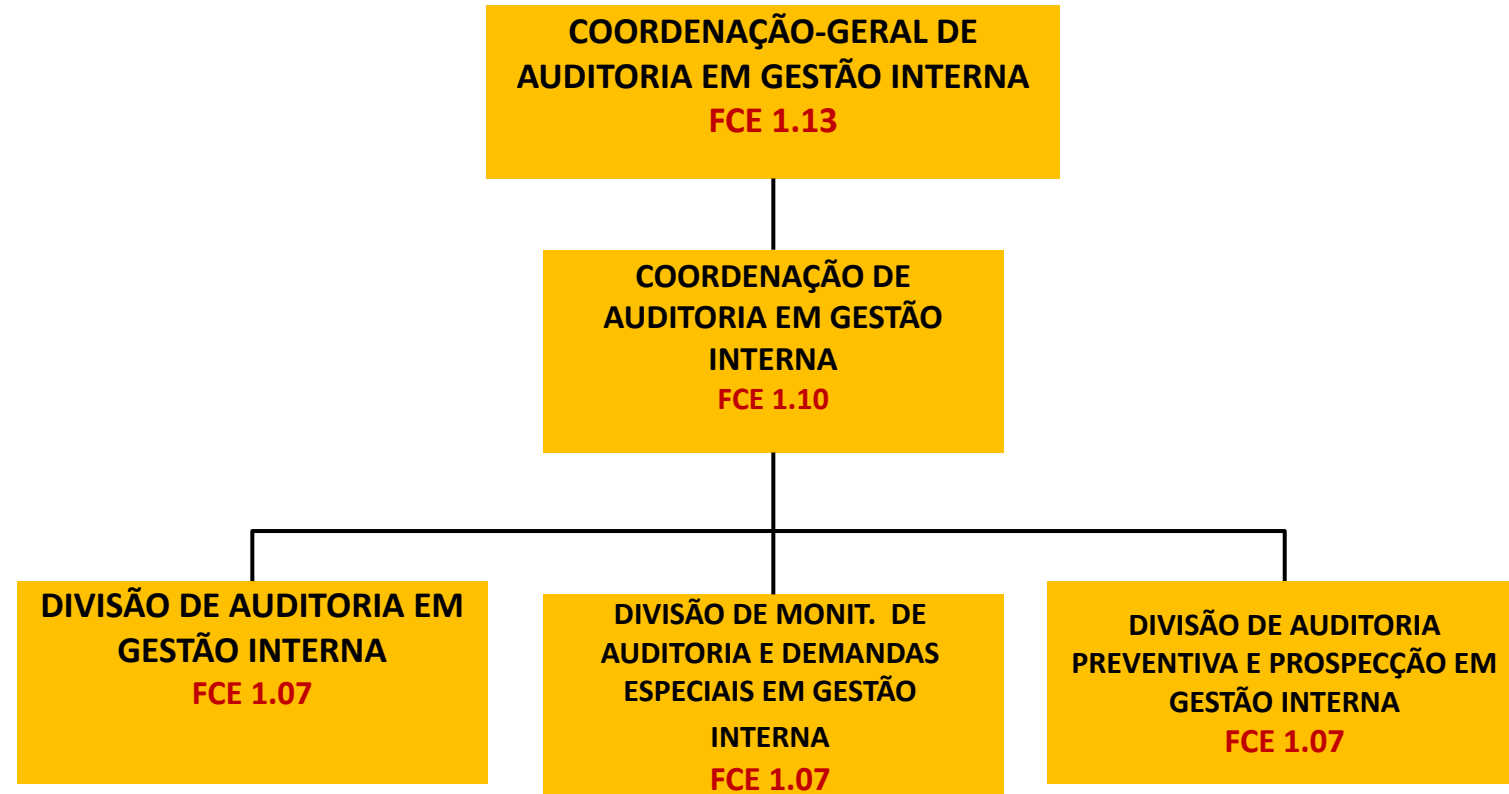 COORDENAÇÃO-GERAL DE
AUDITORIA EM GESTÃO INTERNA
FCE 1.13
COORDENAÇÃO DE
AUDITORIA EM GESTÃO
INTERNA
FCE 1.10
DIVISÃO DE AUDITORIA EM
GESTÃO INTERNA
FCE 1.07
DIVISÃO DE MONIT. DE
AUDITORIA E DEMANDAS
ESPECIAIS EM GESTÃO
INTERNA
FCE 1.07
DIVISÃO DE AUDITORIA
PREVENTIVA E PROSPECÇÃO EM
GESTÃO INTERNA
FCE 1.07